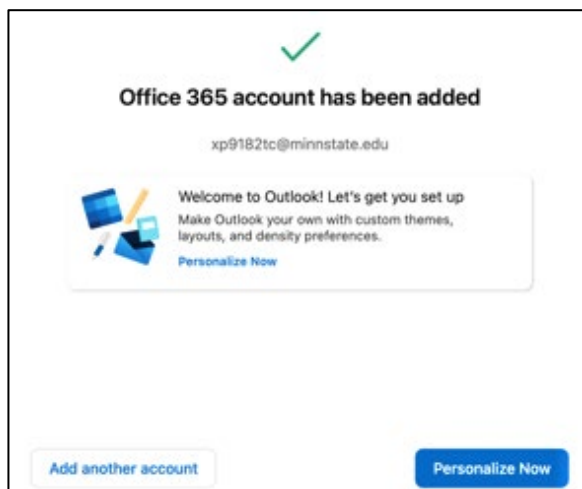 Office 365 account has been added
xp9182tc@minnstate.edu
Welcome to Outlook! Let's get you set up
Make Outlook your own with custom themes,
layouts, and density preferences.
Personalize Now
Add another account
Personalize Now